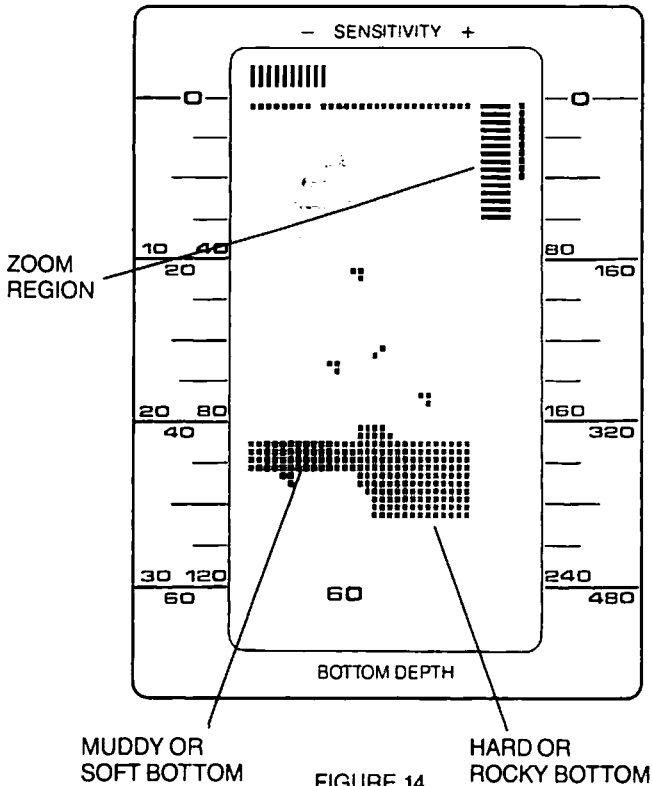 – SENSITIVITY +
0 0
ZOOM
REGION
10 40 80
20 160
20 80 160
40 320
30 120 240
60 60 480
BOTTOM DEPTH
MUDDY OR
SOFT BOTTOM
HARD OR
ROCKY BOTTOM
FIGURE 14